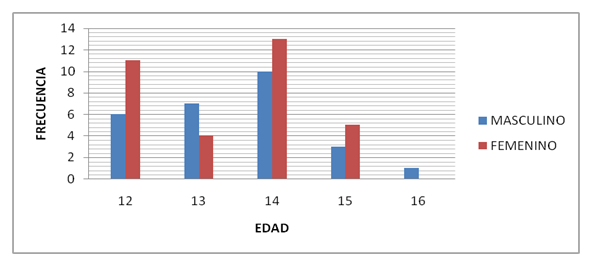 FRECUENCIA
14
12
10
8
6
4
2
0
12 13 14 15 16
EDAD
MASCULINO
FEMENINO